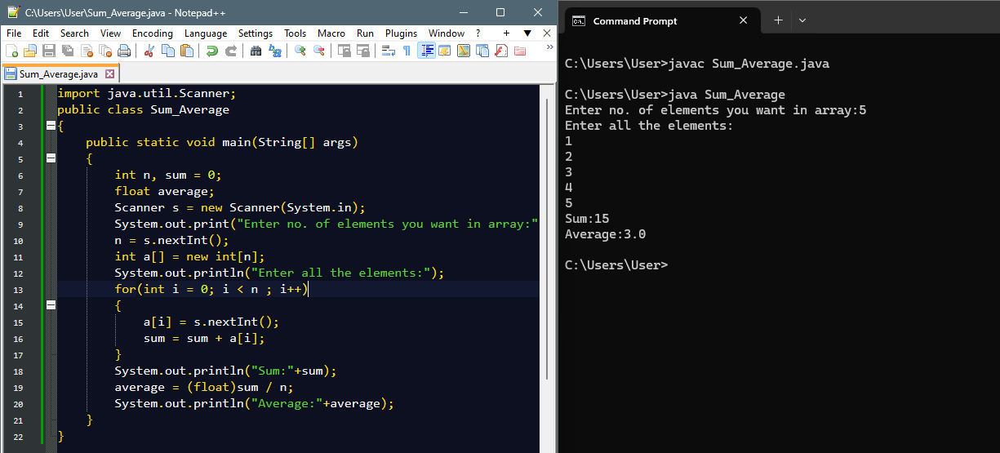 C:\Users\User\Sum_Average.java - Notepad++
File Edit Search View Encoding Language Settings Tools Macro Run Plugins Window ? + ▼ X
Sum_Average.java
1 import java.util.Scanner;
2 public class Sum_Average
3 {
4 public static void main(String[] args)
5 {
6 int n, sum = 0;
7 float average;
8 Scanner s = new Scanner(System.in);
9 System.out.print("Enter no. of elements you want in array:"
10 n = s.nextInt();
11 int a[] = new int[n];
12 System.out.println("Enter all the elements:");
13 for(int i = 0; i < n ; i++)
14 {
15 a[i] = s.nextInt();
16 sum = sum + a[i];
17 }
18 System.out.println("Sum:"+sum);
19 average = (float)sum / n;
20 System.out.println("Average:"+average);
21 }
22 }
Command Prompt
C:\Users\User>javac Sum_Average.java
C:\Users\User>java Sum_Average
Enter no. of elements you want in array:5
Enter all the elements:
1
2
3
4
5
Sum:15
Average:3.0
C:\Users\User>